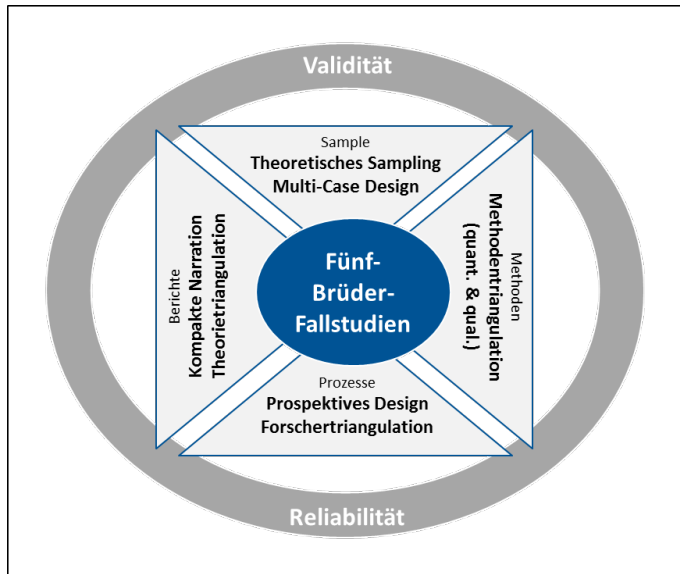 Validität
Sample
Theoretisches Sampling
Multi-Case Design
Berichte
Kompakte Narration
Theorietriangulation
Fünf-
Brüder-
Fallstudien
Methoden
Methodentriangulation
(quant. & qual.)
Prozesse
Prospektives Design
Forschertriangulation
Reliabilität